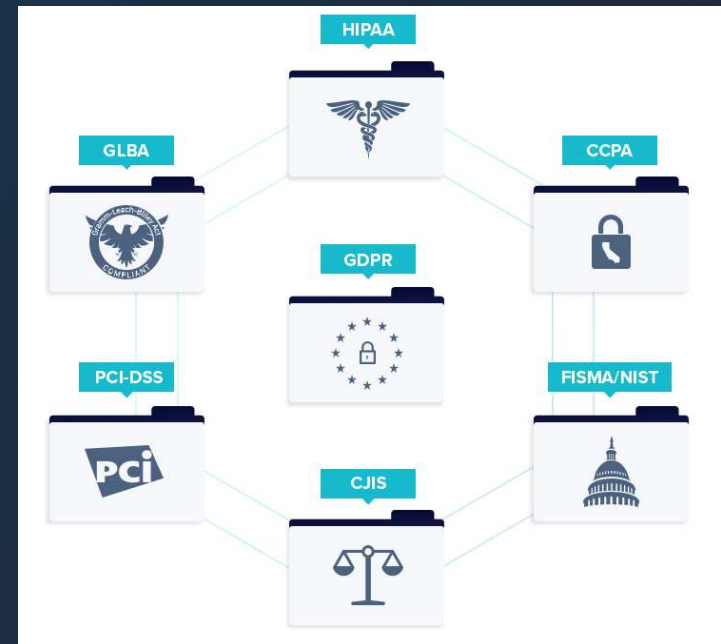 HIPAA
GLBA
CCPA
Gramm-Leach-Bliley Act
COMPLIANT
GDPR
PCI-DSS
FISMA/NIST
PCi
CJIS